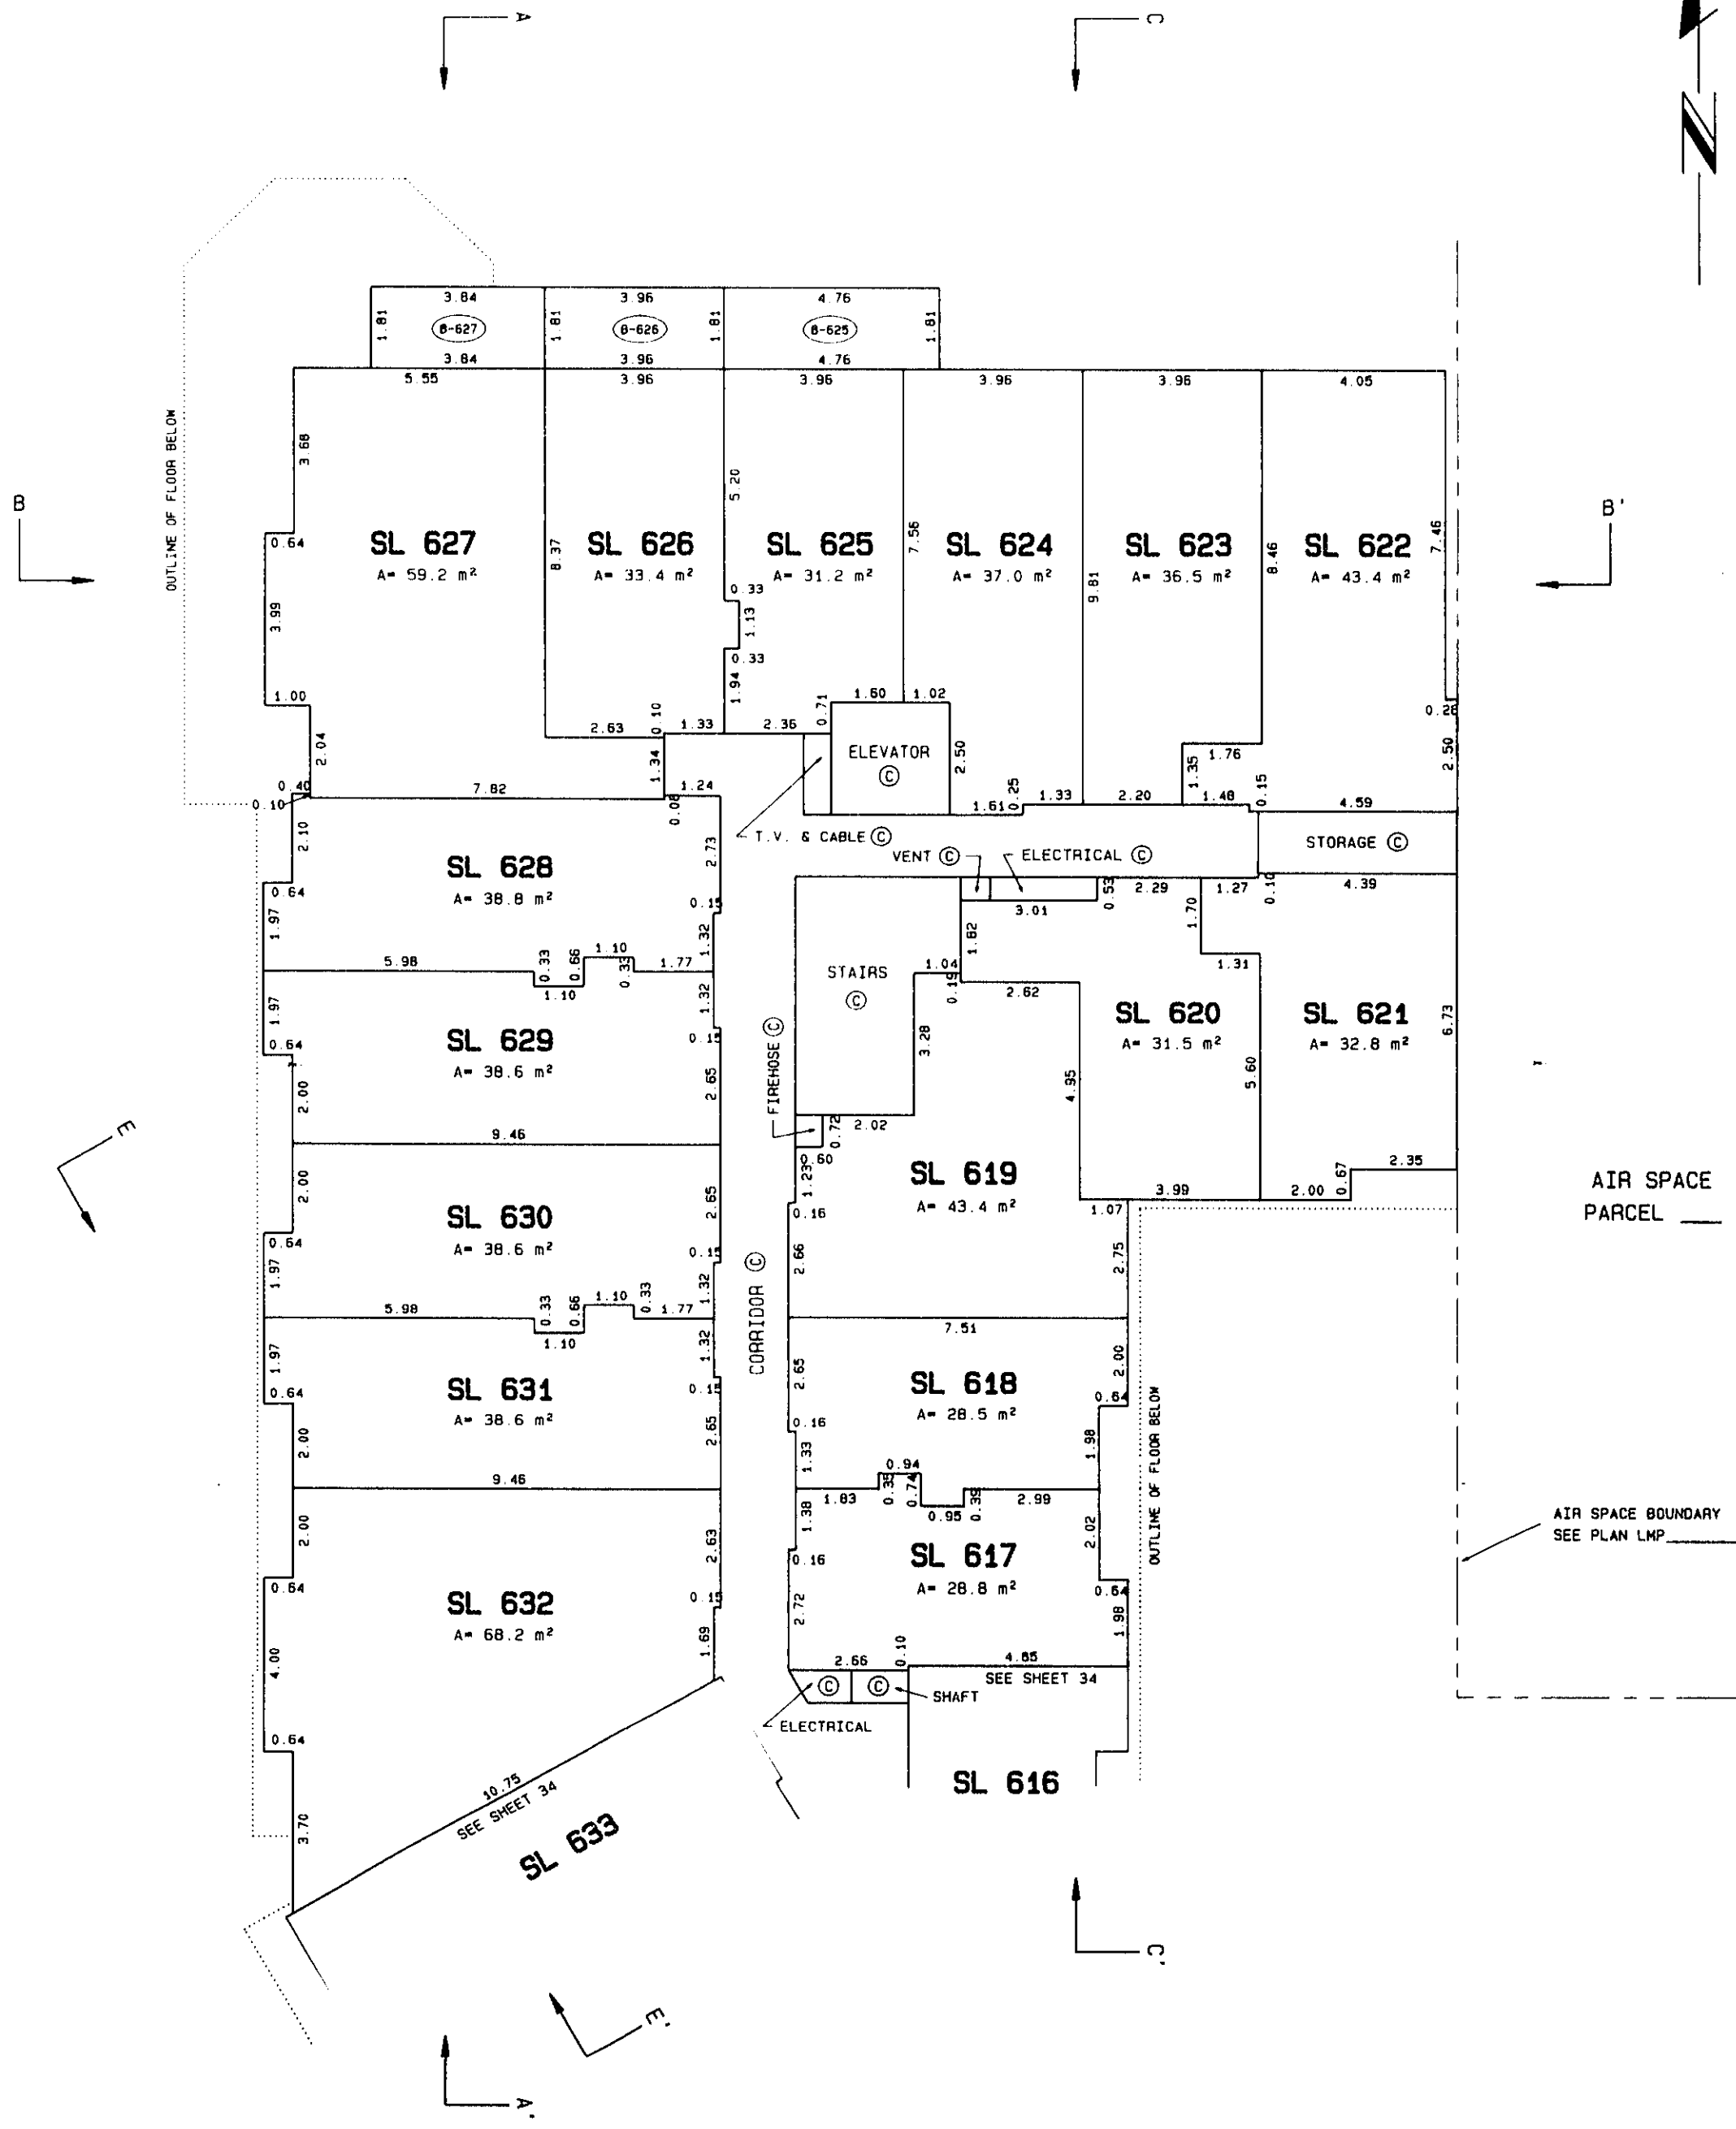 A
C
N
3.84
3.96
4.76
1.81
B-627
1.81
B-626
1.81
B-625
1.81
3.84
3.96
4.76
5.55
3.96
3.96
3.96
3.96
4.05
OUTLINE OF FLOOR BELOW
3.68
5.20
B
B'
0.64
SL 627
A= 59.2 m²
8.37
SL 626
A= 33.4 m²
SL 625
A= 31.2 m²
7.56
SL 624
A= 37.0 m²
9.81
SL 623
A= 36.5 m²
8.46
SL 622
A= 43.4 m²
7.46
3.99
0.33
1.13
0.33
1.94
1.00
2.04
2.63
0.10
1.33
2.36
0.71
1.60
1.02
0.28
2.50
1.34
ELEVATOR
C
2.50
1.76
1.35
0.40
0.10
7.82
0.08
1.24
1.61
0.25
1.33
2.20
1.48
0.15
4.59
2.10
T.V. & CABLE C
VENT C
ELECTRICAL C
STORAGE C
SL 628
A= 38.8 m²
2.73
0.64
1.97
0.15
1.32
3.01
0.53
2.29
1.27
0.10
4.39
1.70
1.82
5.98
0.33
0.66
1.10
1.10
0.33
1.77
STAIRS
C
1.04
0.19
2.62
1.31
1.97
SL 629
A= 38.6 m²
1.32
0.15
0.64
2.65
2.00
FIREHOSE C
3.28
4.95
SL 620
A= 31.5 m²
5.60
SL 621
A= 32.8 m²
6.73
E
9.46
0.72
2.02
0.60
1.23
0.16
SL 619
A= 43.4 m²
2.00
SL 630
A= 38.6 m²
2.65
0.15
0.64
1.97
1.32
3.99
1.07
2.00
0.67
2.35
AIR SPACE
PARCEL
2.66
2.75
CORRIDOR C
5.98
0.33
0.66
1.10
1.10
0.33
1.77
7.51
1.97
SL 631
A= 38.6 m²
1.32
0.15
0.64
2.65
2.00
2.65
0.16
SL 618
A= 28.5 m²
2.00
0.64
1.98
1.33
OUTLINE OF FLOOR BELOW
9.46
1.83
0.35
0.94
0.74
0.95
0.39
2.99
2.00
SL 632
A= 68.2 m²
2.63
0.15
1.69
0.64
4.00
0.64
3.70
1.38
0.16
SL 617
A= 28.8 m²
2.02
0.64
1.98
2.72
AIR SPACE BOUNDARY
SEE PLAN LMP
2.66
0.10
4.85
SEE SHEET 34
C
C
SHAFT
ELECTRICAL
10.75
SEE SHEET 34
SL 633
SL 616
C'
E'
A'